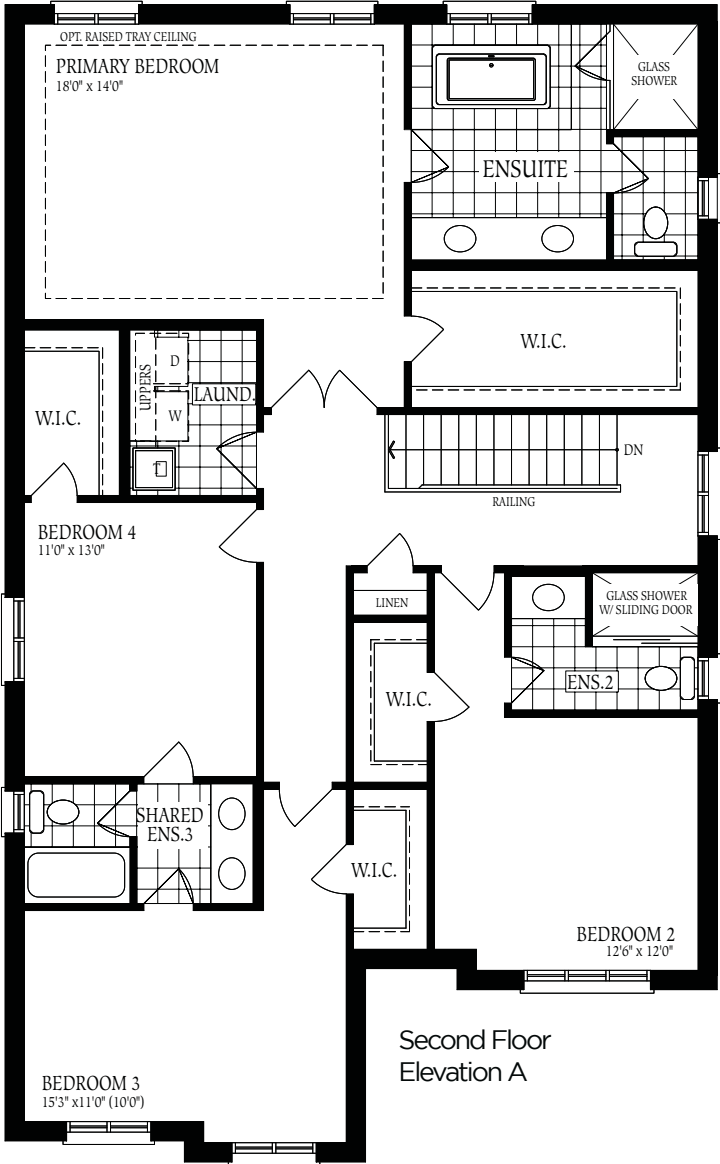 OPT. RAISED TRAY CEILING
PRIMARY BEDROOM
18'0" x 14'0"
GLASS
SHOWER
ENSUITE
W.I.C.
W.I.C.
UPPERS
D
W
LAUND.
T
DN
RAILING
BEDROOM 4
11'0" x 13'0"
LINEN
GLASS SHOWER
W/ SLIDING DOOR
ENS.2
W.I.C.
SHARED
ENS.3
W.I.C.
BEDROOM 2
12'6" x 12'0"
BEDROOM 3
15'3" x11'0" (10'0")
Second Floor
Elevation A